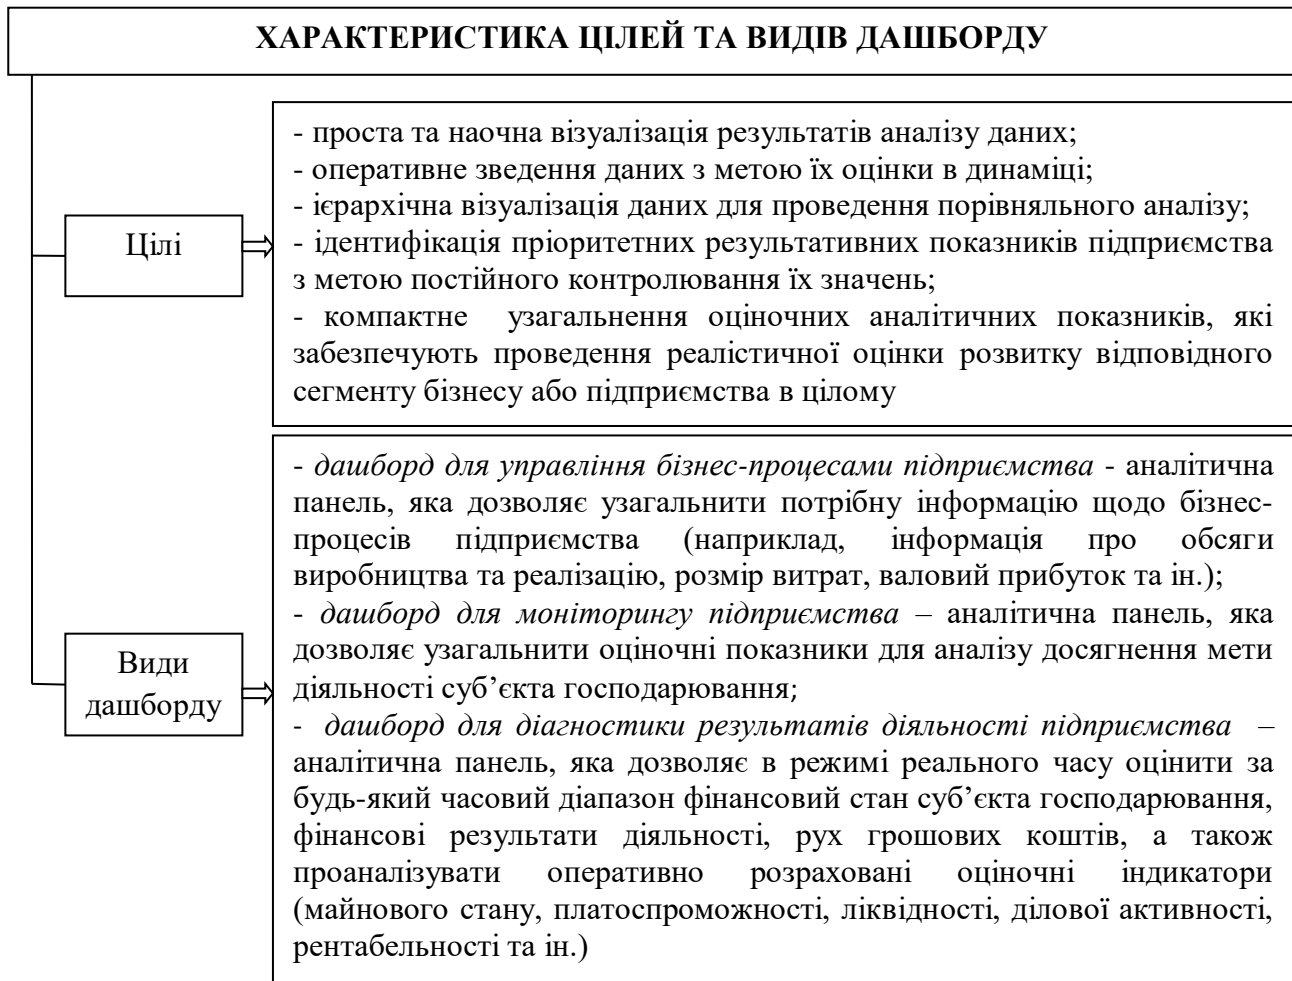 ХАРАКТЕРИСТИКА ЦІЛЕЙ ТА ВИДІВ ДАШБОРДУ
Цілі
- проста та наочна візуалізація результатів аналізу даних;
- оперативне зведення даних з метою їх оцінки в динаміці;
- ієрархічна візуалізація даних для проведення порівняльного аналізу;
- ідентифікація пріоритетних результативних показників підприємства
з метою постійного контролювання їх значень;
- компактне узагальнення оціночних аналітичних показників, які
забезпечують проведення реалістичної оцінки розвитку відповідного
сегменту бізнесу або підприємства в цілому
Види
дашборду
- дашборд для управління бізнес-процесами підприємства - аналітична
панель, яка дозволяє узагальнити потрібну інформацію щодо бізнес-
процесів підприємства (наприклад, інформація про обсяги
виробництва та реалізацію, розмір витрат, валовий прибуток та ін.);
- дашборд для моніторингу підприємства – аналітична панель, яка
дозволяє узагальнити оціночні показники для аналізу досягнення мети
діяльності суб’єкта господарювання;
- дашборд для діагностики результатів діяльності підприємства –
аналітична панель, яка дозволяє в режимі реального часу оцінити за
будь-який часовий діапазон фінансовий стан суб’єкта господарювання,
фінансові результати діяльності, рух грошових коштів, а також
проаналізувати оперативно розраховані оціночні індикатори
(майнового стану, платоспроможності, ліквідності, ділової активності,
рентабельності та ін.)